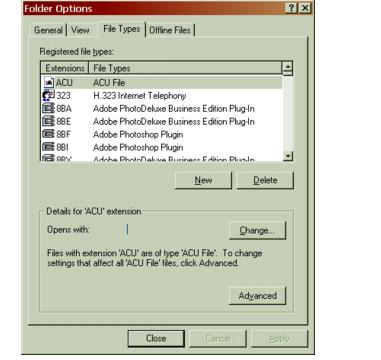 Folder Options
General View File Types Offline Files
Registered file types:
Extensions File Types
ACU ACU File
323 H.323 Internet Telephony
8BA Adobe PhotoDeluxe Business Edition Plug-In
8BE Adobe PhotoDeluxe Business Edition Plug-In
8BF Adobe Photoshop Plugin
8BI Adobe Photoshop Plugin
8BY Adobe PhotoDeluxe Business Edition Plug-In
New Delete
Details for 'ACU' extension
Opens with: Change...
Files with extension 'ACU' are of type 'ACU File'. To change
settings that affect all 'ACU File' files, click Advanced.
Advanced
Close Cancel Apply